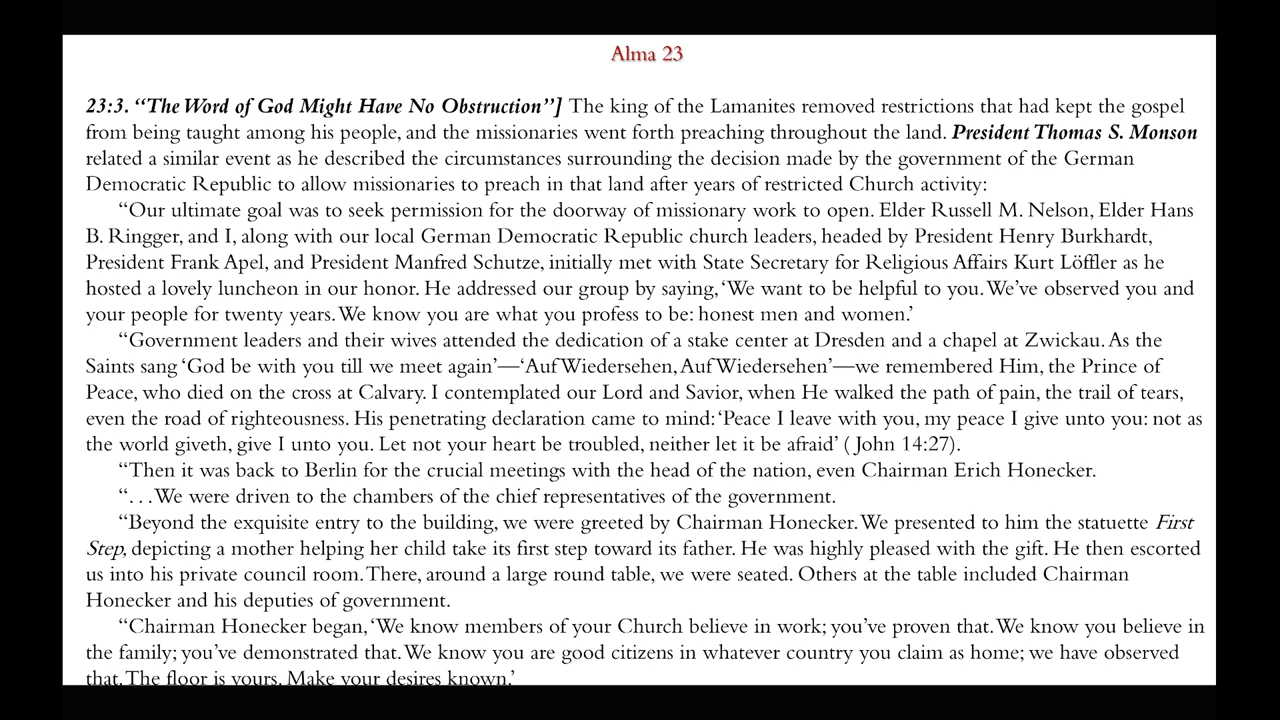 Alma 23
23:3. “The Word of God Might Have No Obstruction”] The king of the Lamanites removed restrictions that had kept the gospel
from being taught among his people, and the missionaries went forth preaching throughout the land. President Thomas S. Monson
related a similar event as he described the circumstances surrounding the decision made by the government of the German
Democratic Republic to allow missionaries to preach in that land after years of restricted Church activity:
“Our ultimate goal was to seek permission for the doorway of missionary work to open. Elder Russell M. Nelson, Elder Hans
B. Ringger, and I, along with our local German Democratic Republic church leaders, headed by President Henry Burkhardt,
President Frank Apel, and President Manfred Schutze, initially met with State Secretary for Religious Affairs Kurt Löffler as he
hosted a lovely luncheon in our honor. He addressed our group by saying, ‘We want to be helpful to you. We’ve observed you and
your people for twenty years. We know you are what you profess to be: honest men and women.’
“Government leaders and their wives attended the dedication of a stake center at Dresden and a chapel at Zwickau. As the
Saints sang ‘God be with you till we meet again’—‘Auf Wiedersehen, Auf Wiedersehen’—we remembered Him, the Prince of
Peace, who died on the cross at Calvary. I contemplated our Lord and Savior, when He walked the path of pain, the trail of tears,
even the road of righteousness. His penetrating declaration came to mind: ‘Peace I leave with you, my peace I give unto you: not as
the world giveth, give I unto you. Let not your heart be troubled, neither let it be afraid’ ( John 14:27).
“Then it was back to Berlin for the crucial meetings with the head of the nation, even Chairman Erich Honecker.
“. . . We were driven to the chambers of the chief representatives of the government.
“Beyond the exquisite entry to the building, we were greeted by Chairman Honecker. We presented to him the statuette First
Step, depicting a mother helping her child take its first step toward its father. He was highly pleased with the gift. He then escorted
us into his private council room. There, around a large round table, we were seated. Others at the table included Chairman
Honecker and his deputies of government.
“Chairman Honecker began, ‘We know members of your Church believe in work; you’ve proven that. We know you believe in
the family; you’ve demonstrated that. We know you are good citizens in whatever country you claim as home; we have observed
that. The floor is yours. Make your desires known.’